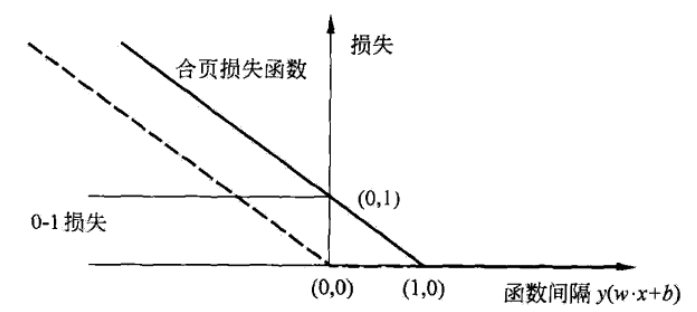 损失
合页损失函数
(0,1)
0-1 损失
(0,0)
(1,0)
函数间隔 y(w·x+b)